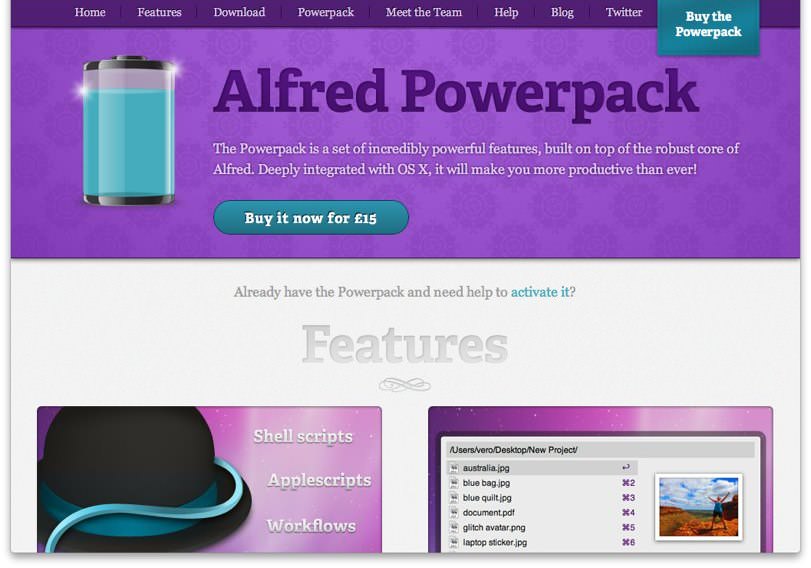 Home Features Download Powerpack Meet the Team Help Blog Twitter
Buy the
Powerpack
Alfred Powerpack
The Powerpack is a set of incredibly powerful features, built on top of the robust core of
Alfred. Deeply integrated with OS X, it will make you more productive than ever!
Buy it now for £15
Already have the Powerpack and need help to activate it?
Features
Shell scripts
Applescripts
Workflows
/Users/vero/Desktop/New Project/
australia.jpg ↩
blue bag.jpg ⌘2
blue quilt.jpg ⌘3
document.pdf ⌘4
glitch avatar.png ⌘5
laptop sticker.jpg ⌘6